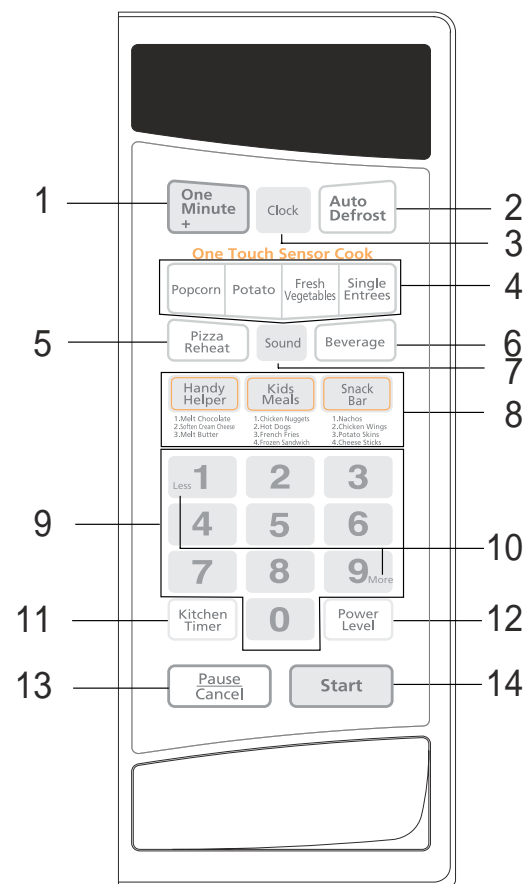 One
Minute
+
Clock
Auto
Defrost
1
2
3
One Touch Sensor Cook
Popcorn
Potato
Fresh
Vegetables
Single
Entrees
4
5
Pizza
Reheat
Sound
Beverage
6
7
Handy
Helper
Kids
Meals
Snack
Bar
8
1.Melt Chocolate
2.Soften Cream Cheese
3.Melt Butter
1.Chicken Nuggets
2.Hot Dogs
3.French Fries
4.Frozen Sandwich
1.Nachos
2.Chicken Wings
3.Potato Skins
4.Cheese Sticks
Less 1
2
3
9
4
5
6
10
7
8
9 More
11
Kitchen
Timer
0
Power
Level
12
13
Pause
Cancel
Start
14